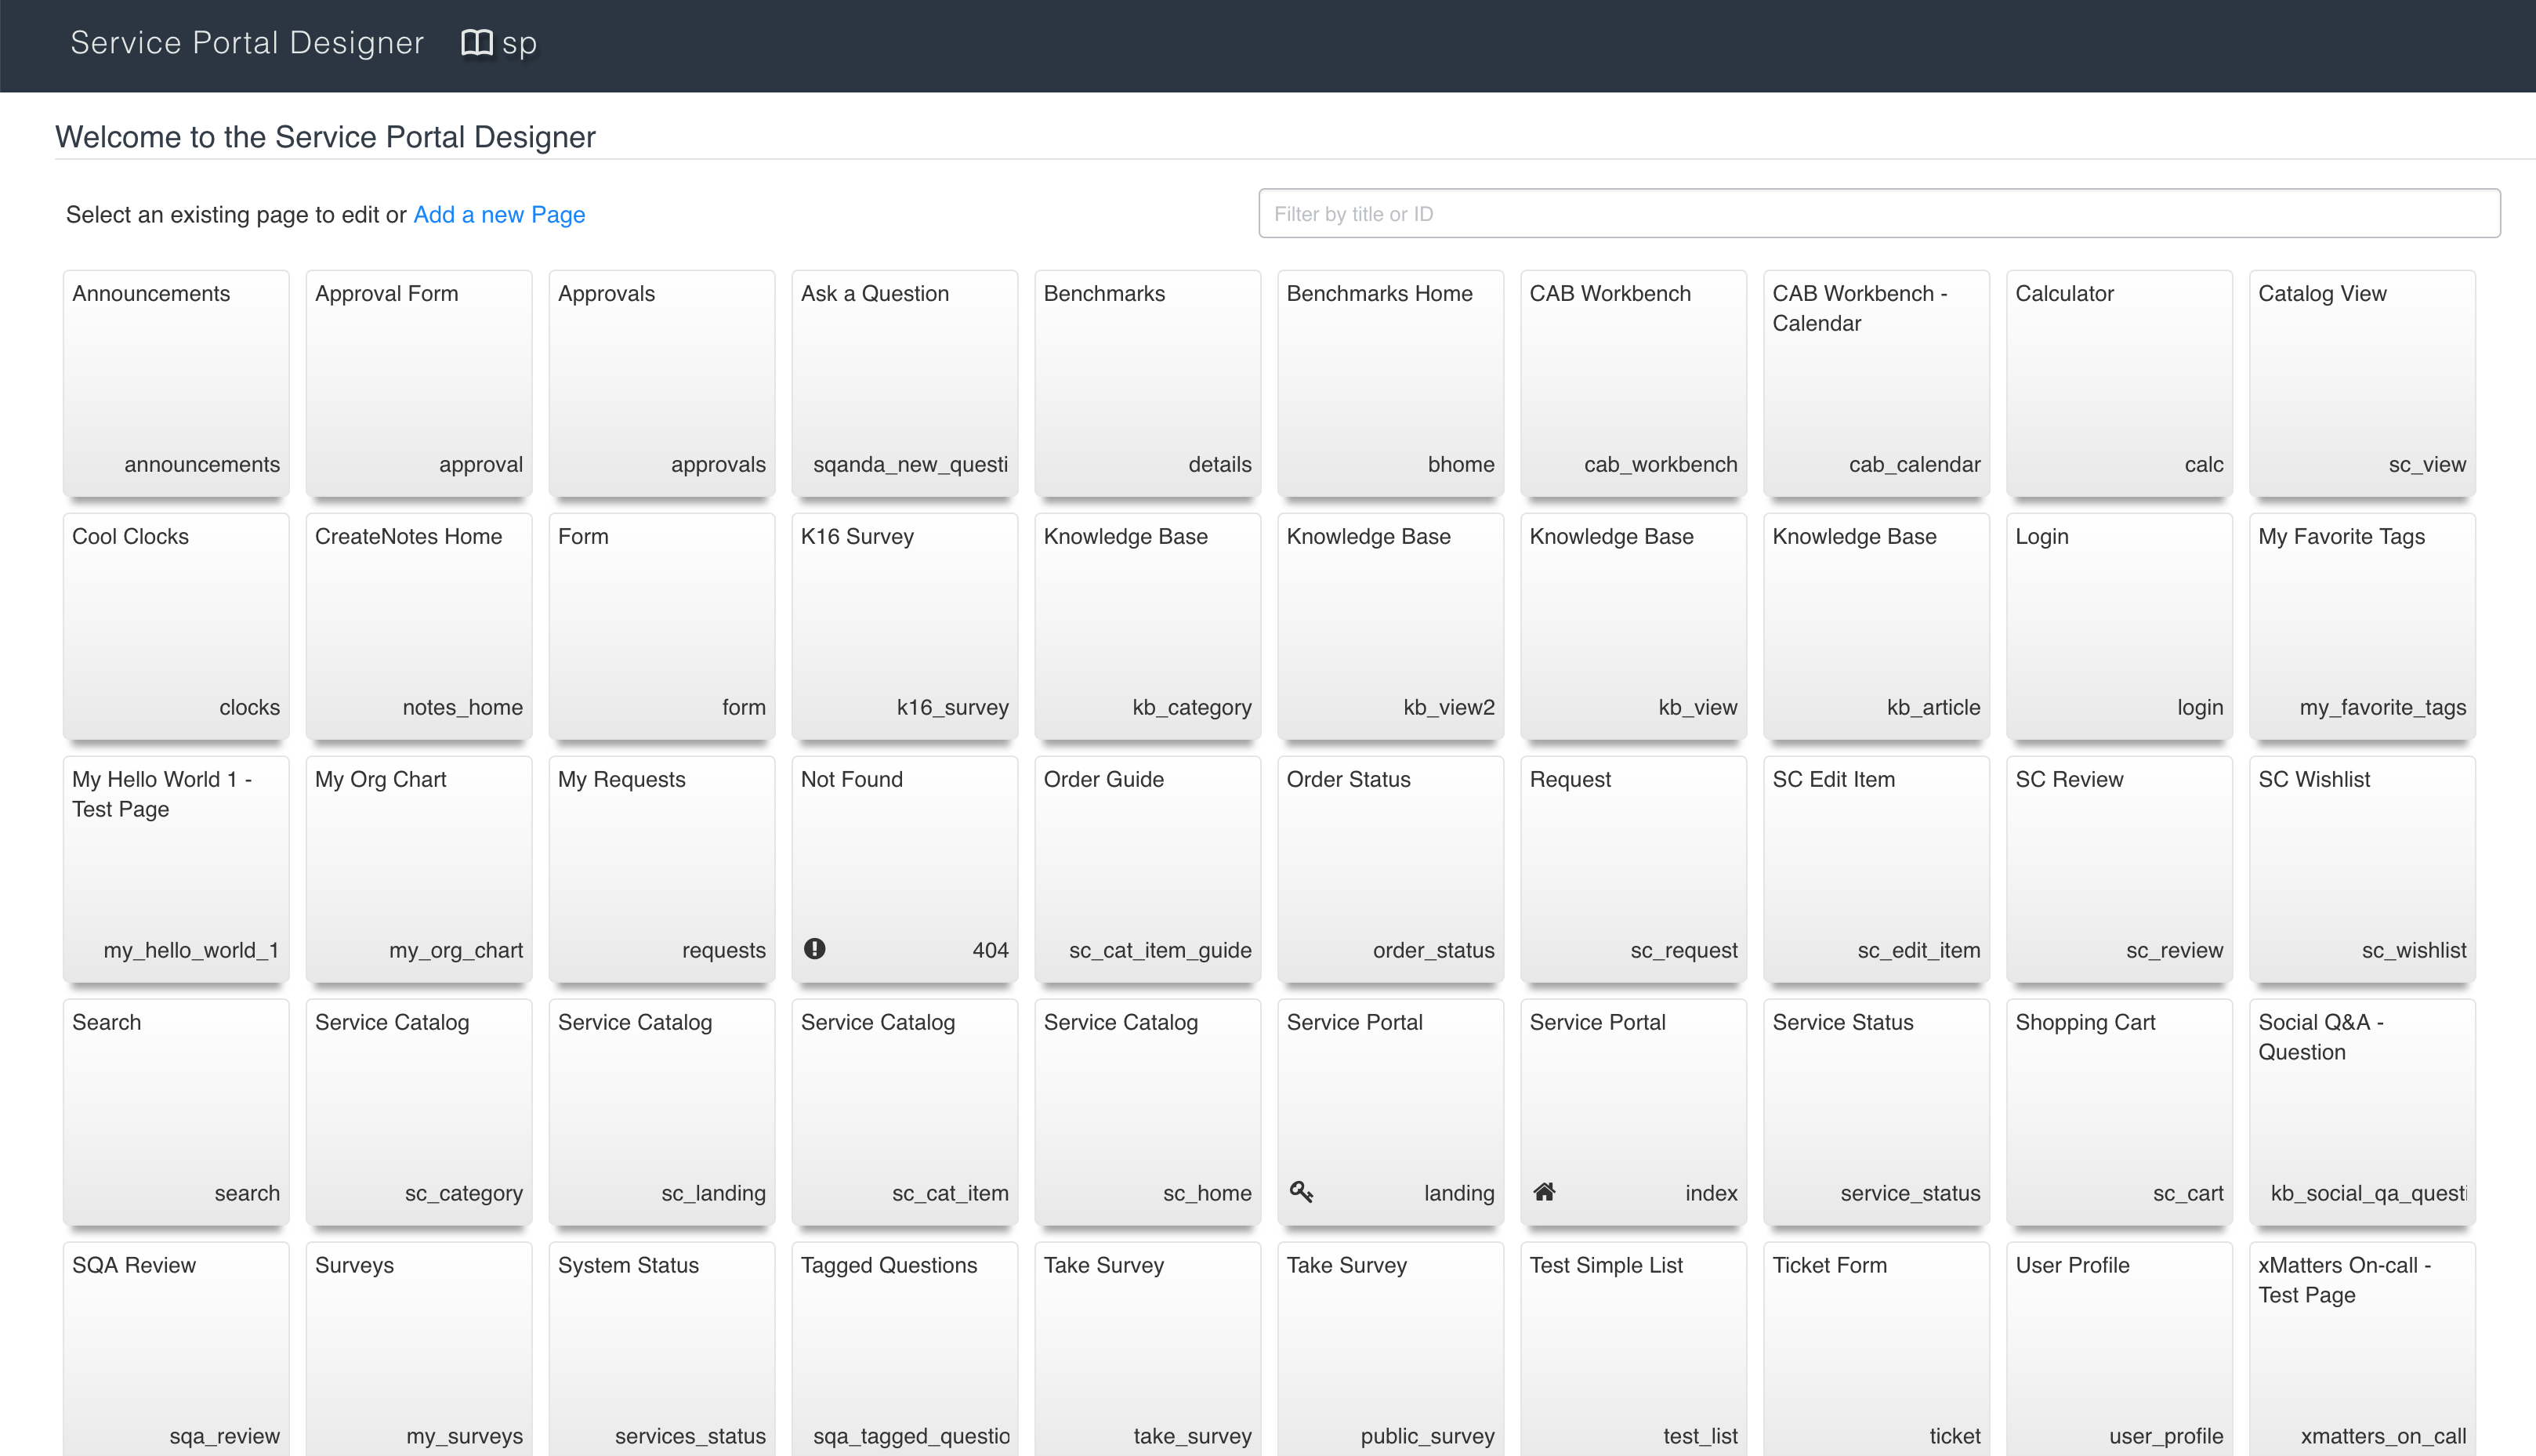 Service Portal Designer sp
Welcome to the Service Portal Designer
Select an existing page to edit or Add a new Page
Filter by title or ID
Announcements
announcements
Approval Form
approval
Approvals
approvals
Ask a Question
sqanda_new_questi
Benchmarks
details
Benchmarks Home
bhome
CAB Workbench
cab_workbench
CAB Workbench -
Calendar
cab_calendar
Calculator
calc
Catalog View
sc_view
Cool Clocks
clocks
CreateNotes Home
notes_home
Form
form
K16 Survey
k16_survey
Knowledge Base
kb_category
Knowledge Base
kb_view2
Knowledge Base
kb_view
Knowledge Base
kb_article
Login
login
My Favorite Tags
my_favorite_tags
My Hello World 1 -
Test Page
my_hello_world_1
My Org Chart
my_org_chart
My Requests
requests
Not Found
404
Order Guide
sc_cat_item_guide
Order Status
order_status
Request
sc_request
SC Edit Item
sc_edit_item
SC Review
sc_review
SC Wishlist
sc_wishlist
Search
search
Service Catalog
sc_category
Service Catalog
sc_landing
Service Catalog
sc_cat_item
Service Catalog
sc_home
Service Portal
landing
Service Portal
index
Service Status
service_status
Shopping Cart
sc_cart
Social Q&A -
Question
kb_social_qa_questi
SQA Review
sqa_review
Surveys
my_surveys
System Status
services_status
Tagged Questions
sqa_tagged_questio
Take Survey
take_survey
Take Survey
public_survey
Test Simple List
test_list
Ticket Form
ticket
User Profile
user_profile
xMatters On-call -
Test Page
xmatters_on_call